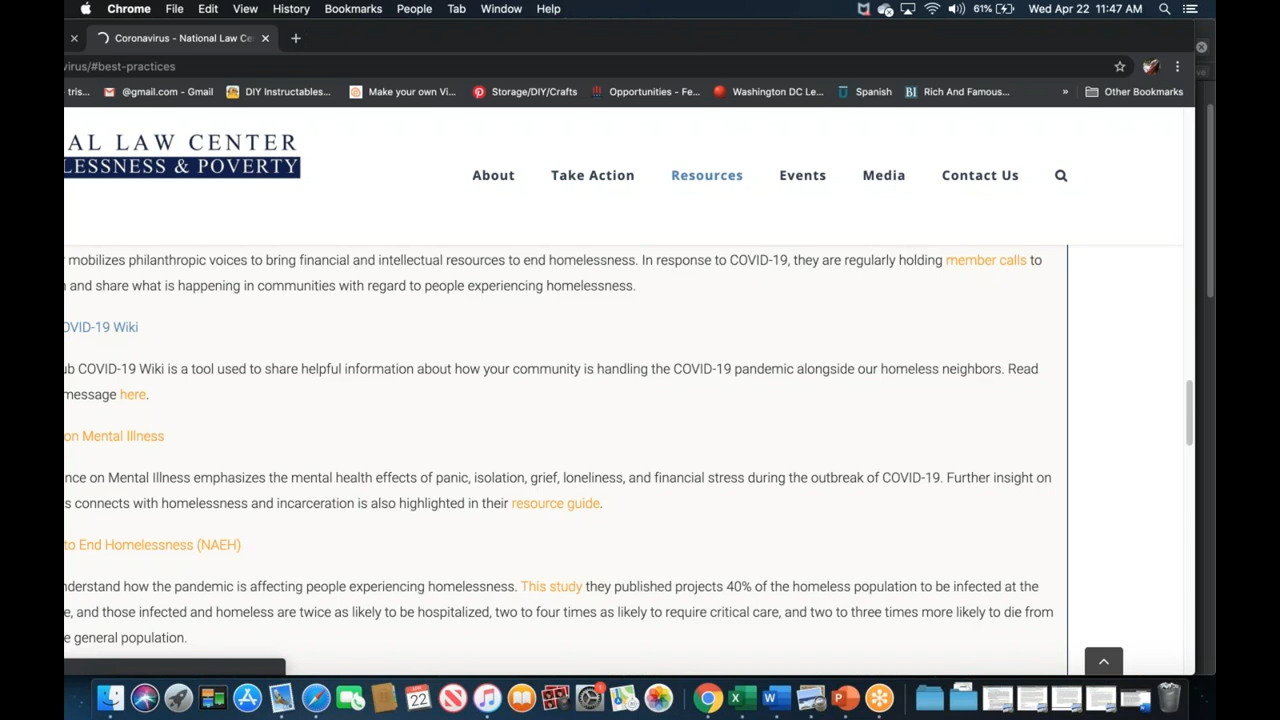 Chrome File Edit View History Bookmarks People Tab Window Help 61% Wed Apr 22 11:47 AM
Coronavirus - National Law Ce
virus/#best-practices
tris... @gmail.com - Gmail DIY Instructables... Make your own Vi... Storage/DIY/Crafts Opportunities - Fe... Washington DC Le... Spanish BI Rich And Famous... » Other Bookmarks
AL LAW CENTER
LESSNESS & POVERTY
About Take Action Resources Events Media Contact Us
mobilizes philanthropic voices to bring financial and intellectual resources to end homelessness. In response to COVID-19, they are regularly holding member calls to
and share what is happening in communities with regard to people experiencing homelessness.
OVID-19 Wiki
ub COVID-19 Wiki is a tool used to share helpful information about how your community is handling the COVID-19 pandemic alongside our homeless neighbors. Read
message here.
on Mental Illness
nce on Mental Illness emphasizes the mental health effects of panic, isolation, grief, loneliness, and financial stress during the outbreak of COVID-19. Further insight on
s connects with homelessness and incarceration is also highlighted in their resource guide.
to End Homelessness (NAEH)
understand how the pandemic is affecting people experiencing homelessness. This study they published projects 40% of the homeless population to be infected at the
e, and those infected and homeless are twice as likely to be hospitalized, two to four times as likely to require critical care, and two to three times more likely to die from
e general population.
22